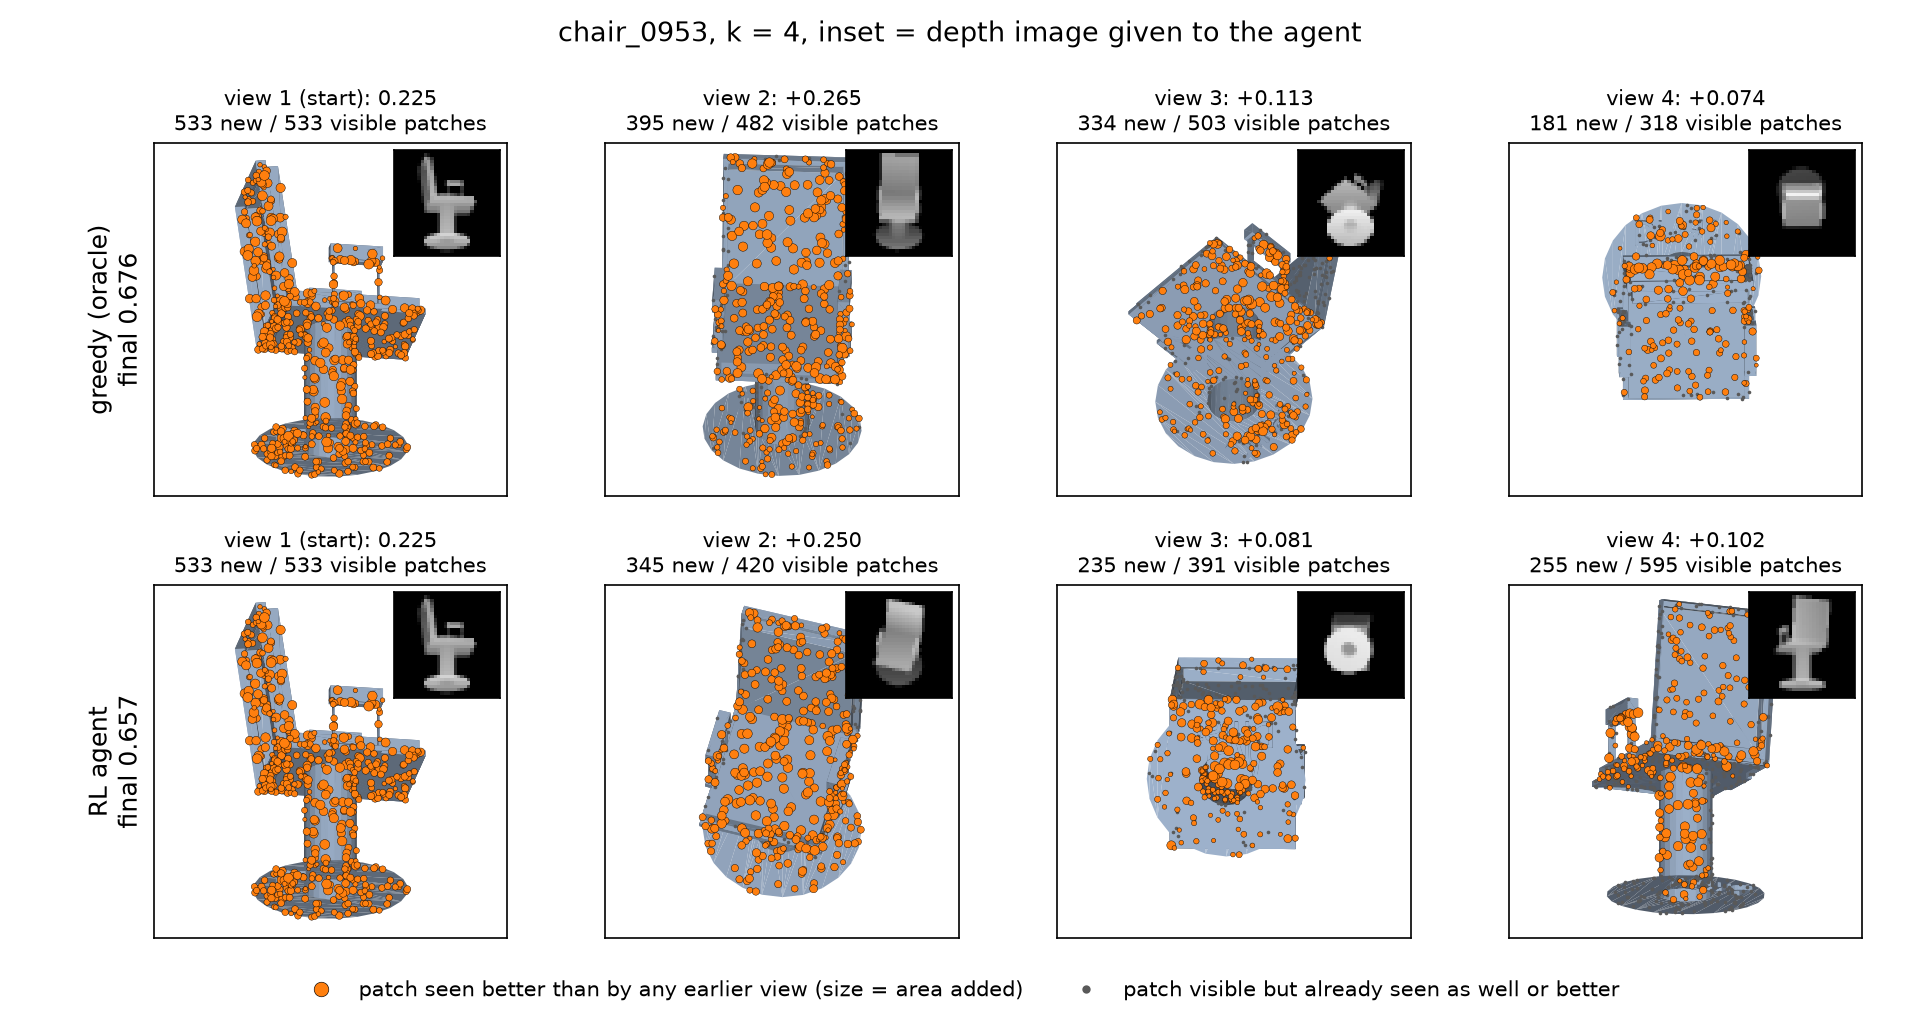 chair_0953, k = 4, inset = depth image given to the agent
view 1 (start): 0.225
533 new / 533 visible patches
view 2: +0.265
395 new / 482 visible patches
view 3: +0.113
334 new / 503 visible patches
view 4: +0.074
181 new / 318 visible patches
greedy (oracle)
final 0.676
view 1 (start): 0.225
533 new / 533 visible patches
view 2: +0.250
345 new / 420 visible patches
view 3: +0.081
235 new / 391 visible patches
view 4: +0.102
255 new / 595 visible patches
RL agent
final 0.657
patch seen better than by any earlier view (size = area added)
patch visible but already seen as well or better